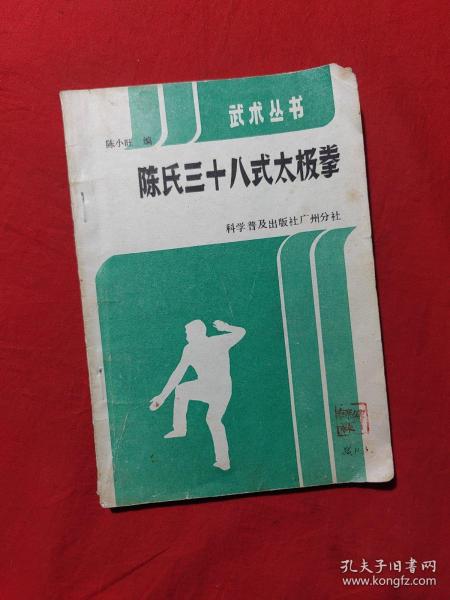 武术丛书
陈小旺 编
陈氏三十八式太极拳
科学普及出版社广州分社
孔夫子旧书网
www.kongfz.com